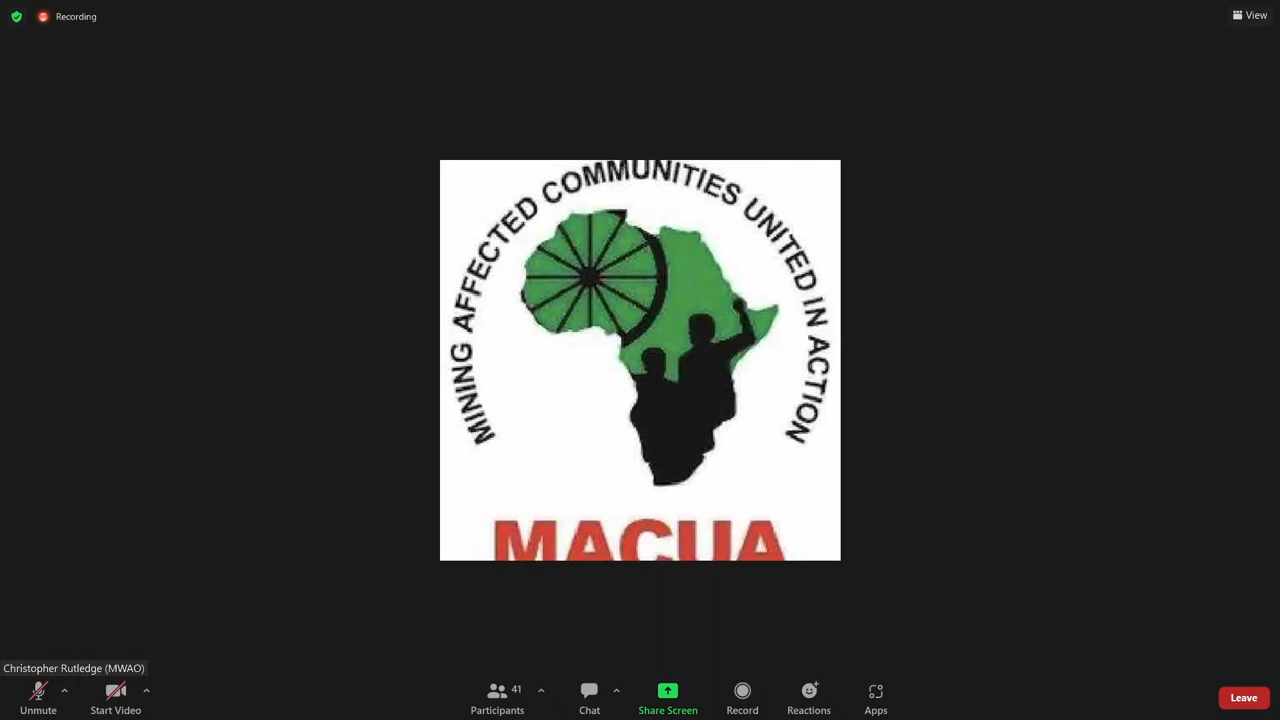 Recording
View
MINING AFFECTED COMMUNITIES UNITED IN ACTION
MACUA
Christopher Rutledge (MWAO)
Unmute
Start Video
41
Participants
Chat
Share Screen
Record
Reactions
Apps
Leave